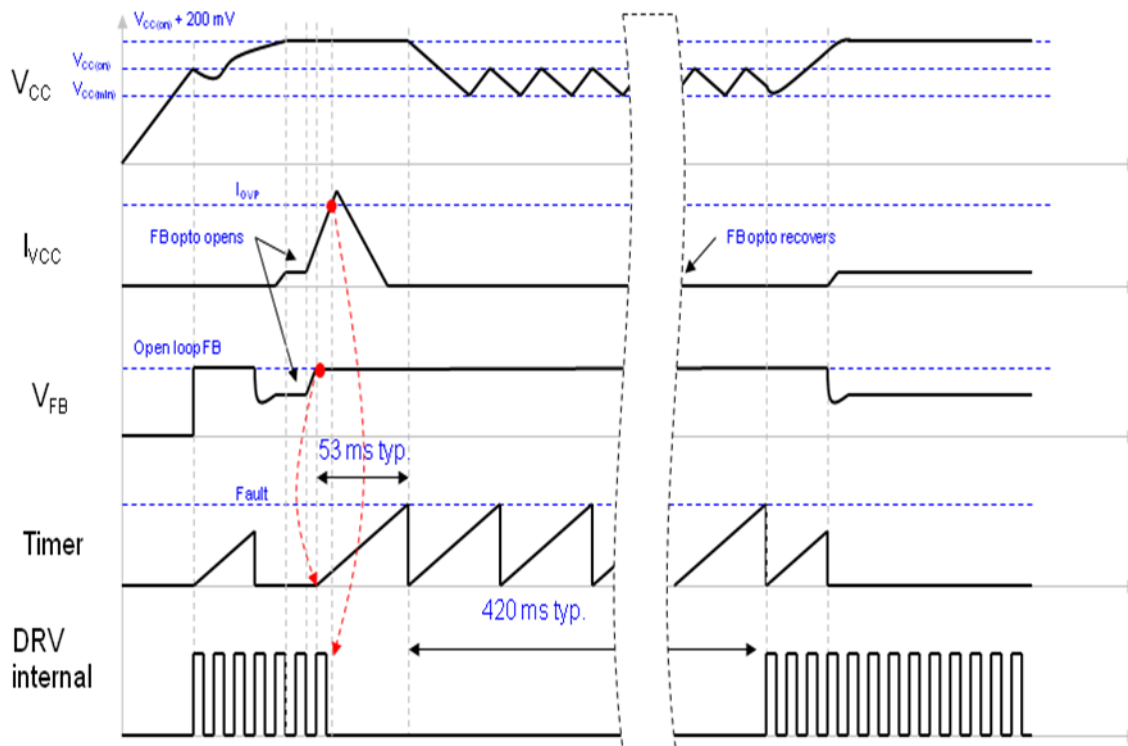 VCC(on) + 200 mV
VCC(on)
VCC(min)
VCC
IOVP
FB opto opens
FB opto recovers
IVCC
Open loop FB
VFB
53 ms typ.
Fault
Timer
420 ms typ.
DRV
internal